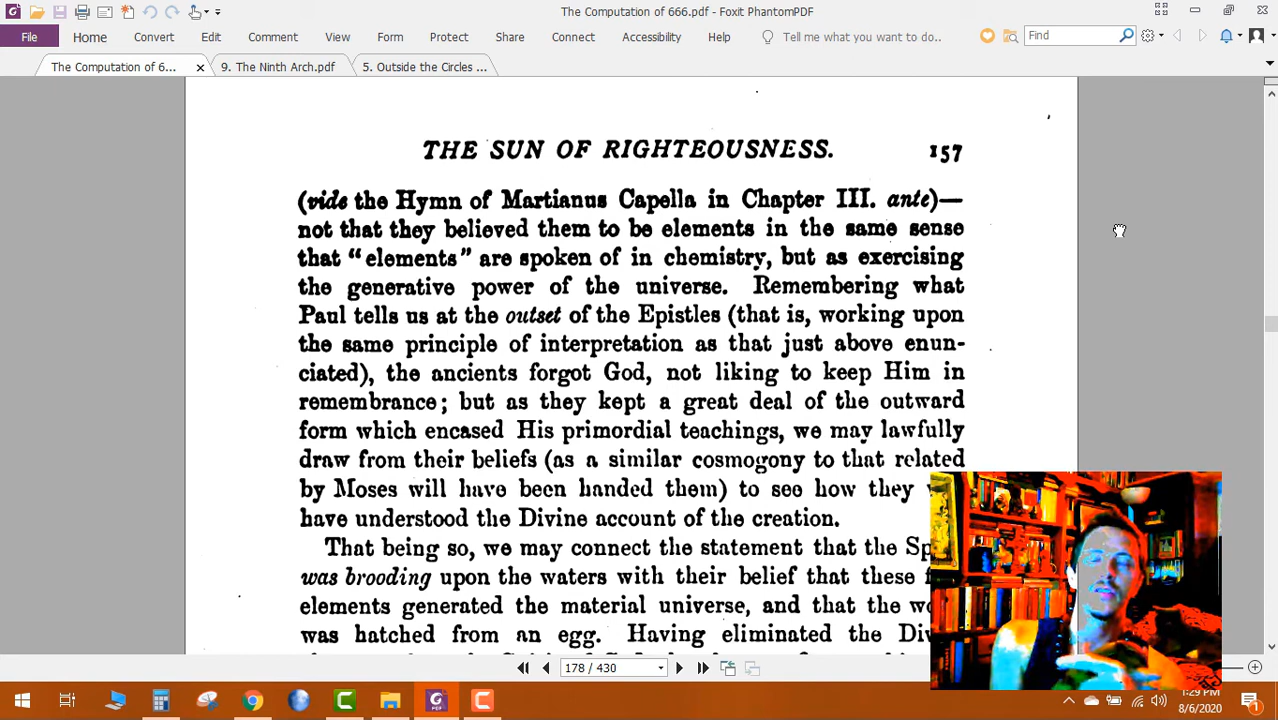 The Computation of 666.pdf - Foxit PhantomPDF
File Home Convert Edit Comment View Form Protect Share Connect Accessibility Help Tell me what you want to do.. Find
The Computation of 6... 9. The Ninth Arch.pdf 5. Outside the Circles ...
THE SUN OF RIGHTEOUSNESS. 157
(vide the Hymn of Martianus Capella in Chapter III. ante)—
not that they believed them to be elements in the same sense
that "elements" are spoken of in chemistry, but as exercising
the generative power of the universe. Remembering what
Paul tells us at the outset of the Epistles (that is, working upon
the same principle of interpretation as that just above enun-
ciated), the ancients forgot God, not liking to keep Him in
remembrance; but as they kept a great deal of the outward
form which encased His primordial teachings, we may lawfully
draw from their beliefs (as a similar cosmogony to that related
by Moses will have been handed them) to see how they
have understood the Divine account of the creation.
That being so, we may connect the statement that the Sp
was brooding upon the waters with their belief that these
elements generated the material universe, and that the
was hatched from an egg. Having eliminated the
178 / 430
1:29 PM
8/6/2020